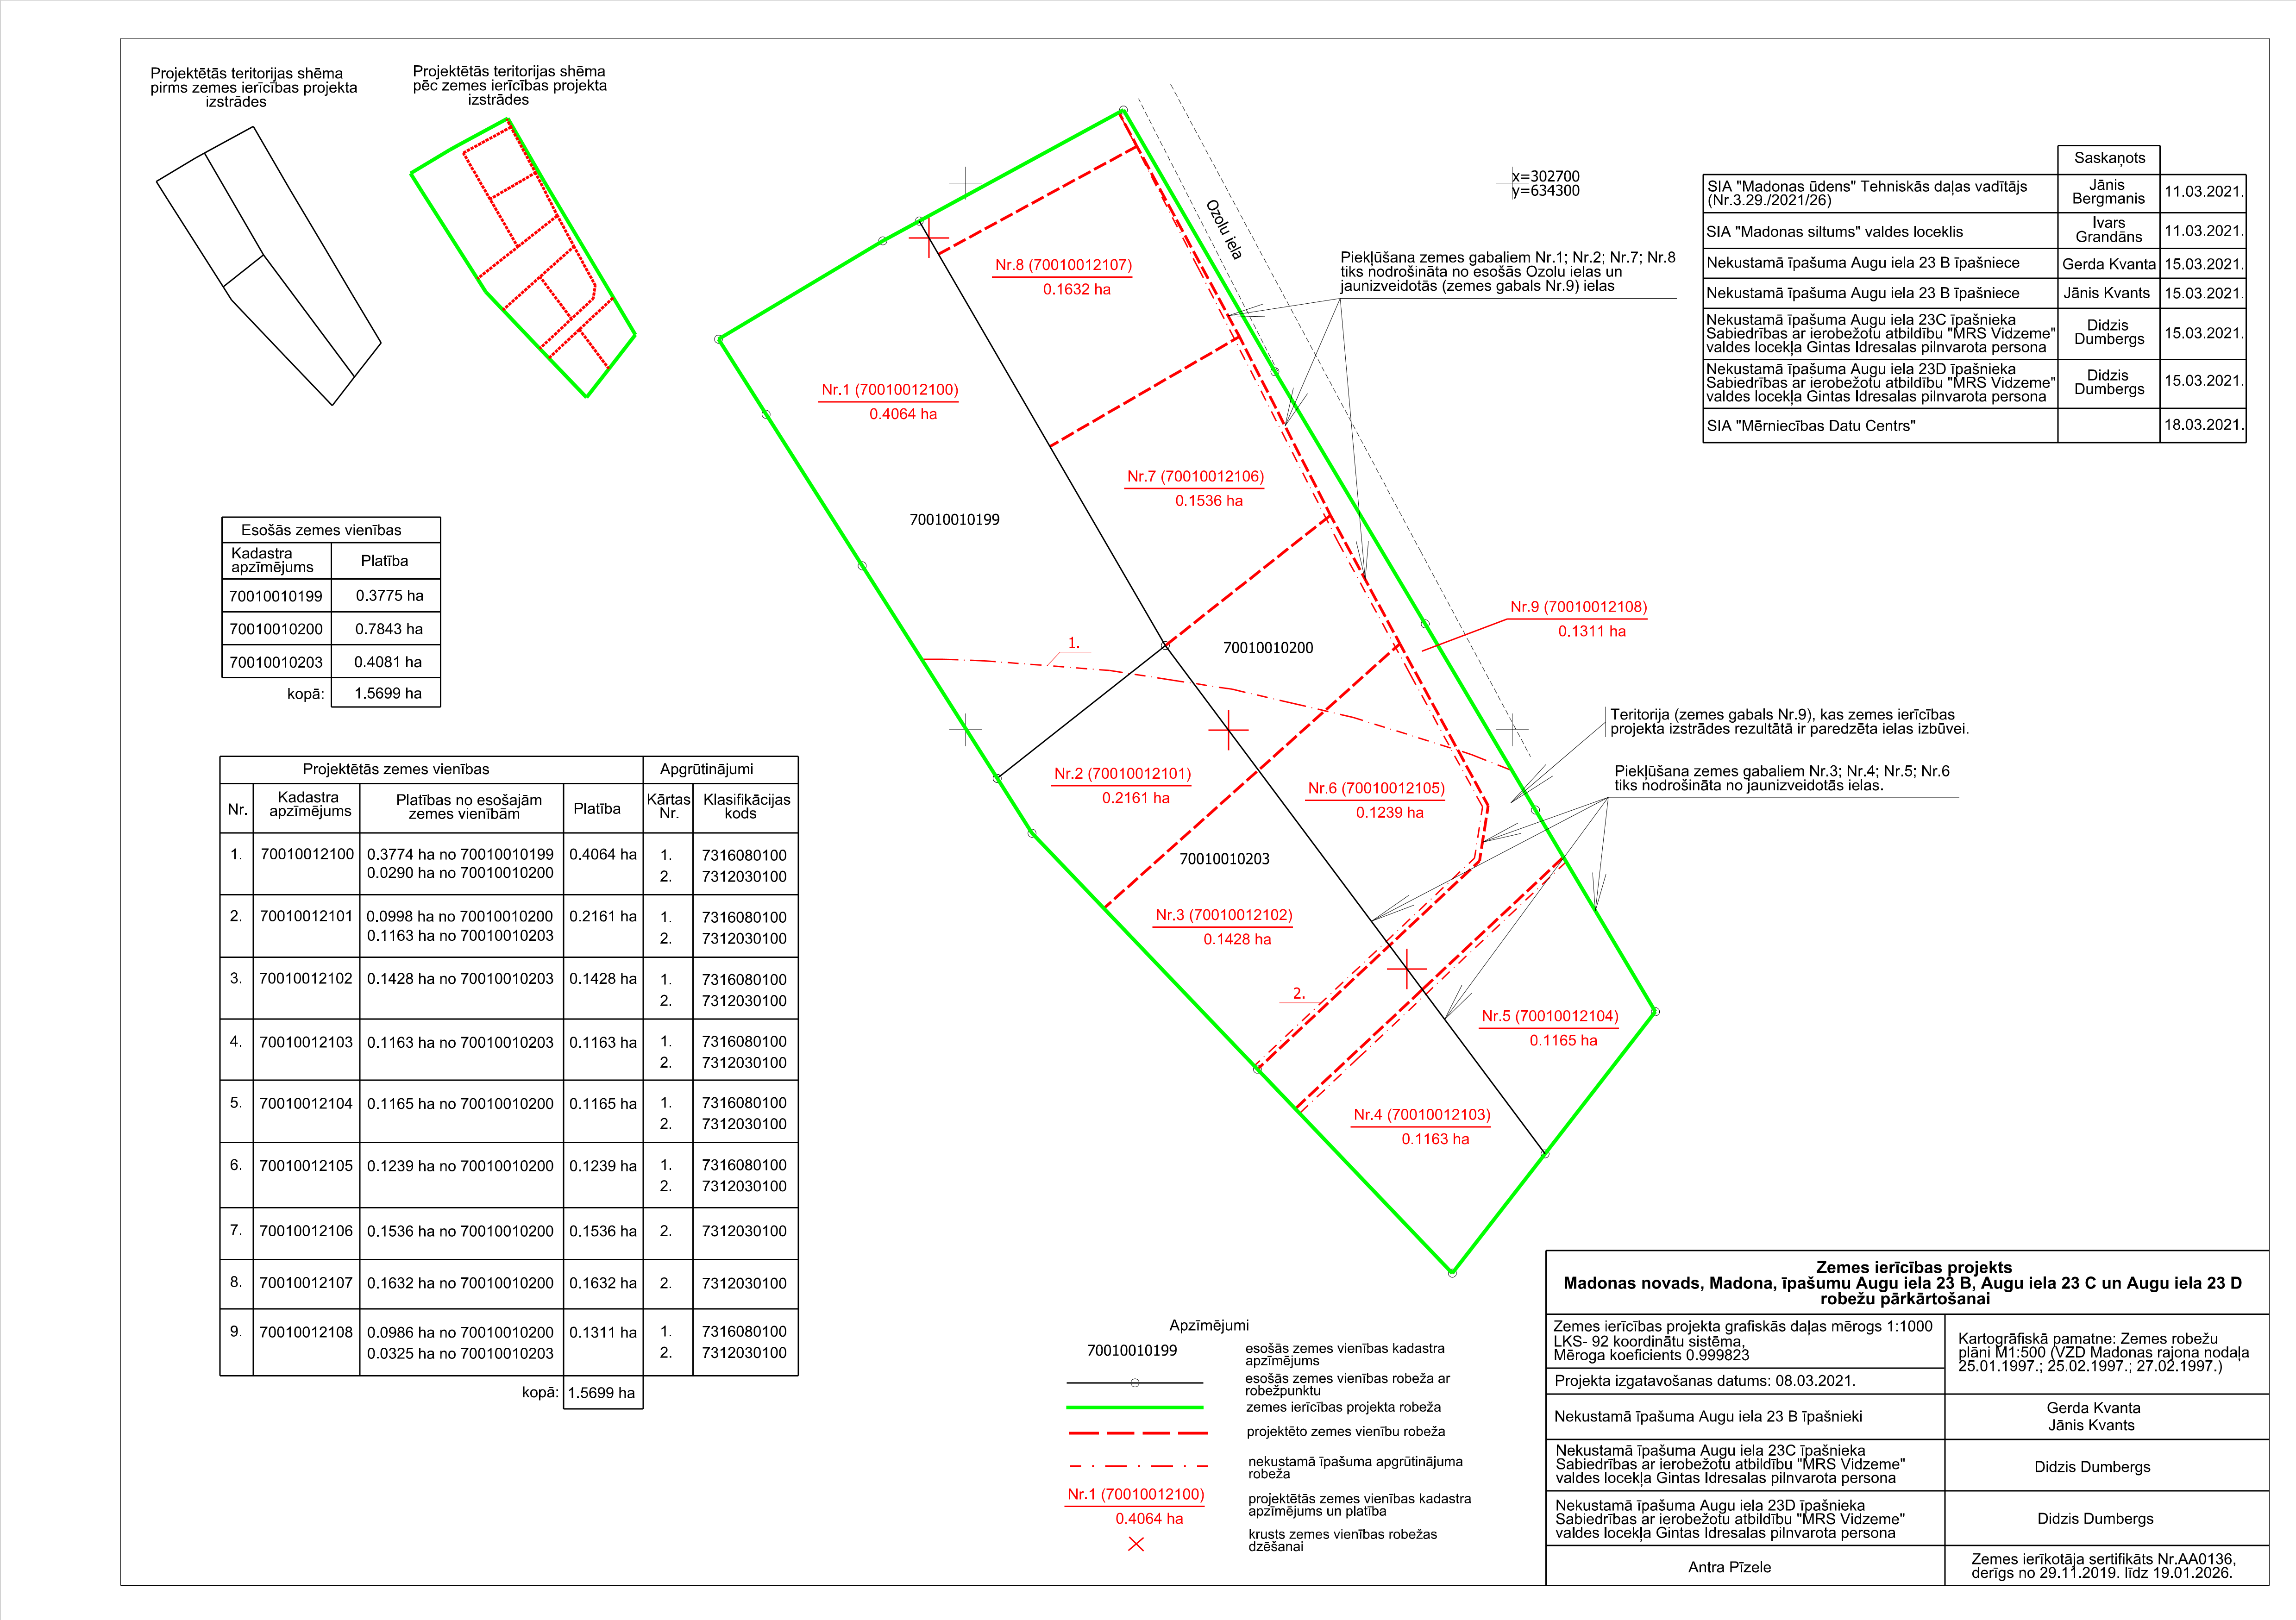 Projektētās teritorijas shēma
pirms zemes ierīcības projekta
izstrādes
Projektētās teritorijas shēma
pēc zemes ierīcības projekta
izstrādes
Ozolu iela
x=302700
y=634300
Saskaņots
SIA "Madonas ūdens" Tehniskās daļas vadītājs
(Nr.3.29./2021/26)
Jānis
Bergmanis
11.03.2021.
SIA "Madonas siltums" valdes loceklis
Ivars
Grandāns
11.03.2021.
Nekustamā īpašuma Augu iela 23 B īpašniece
Gerda Kvanta
15.03.2021.
Nekustamā īpašuma Augu iela 23 B īpašniece
Jānis Kvants
15.03.2021.
Nekustamā īpašuma Augu iela 23C īpašnieka
Sabiedrības ar ierobežotu atbildību "MRS Vidzeme"
valdes locekļa Gintas Idresalas pilnvarota persona
Didzis
Dumbergs
15.03.2021.
Nekustamā īpašuma Augu iela 23D īpašnieka
Sabiedrības ar ierobežotu atbildību "MRS Vidzeme"
valdes locekļa Gintas Idresalas pilnvarota persona
Didzis
Dumbergs
15.03.2021.
SIA "Mērniecības Datu Centrs"
18.03.2021.
Piekļūšana zemes gabaliem Nr.1; Nr.2; Nr.7; Nr.8
tiks nodrošināta no esošās Ozolu ielas un
jaunizveidotās (zemes gabals Nr.9) ielas
Nr.8 (70010012107)
0.1632 ha
Nr.1 (70010012100)
0.4064 ha
Nr.7 (70010012106)
0.1536 ha
70010010199
Nr.9 (70010012108)
0.1311 ha
1.
70010010200
Teritorija (zemes gabals Nr.9), kas zemes ierīcības
projekta izstrādes rezultātā ir paredzēta ielas izbūvei.
Piekļūšana zemes gabaliem Nr.3; Nr.4; Nr.5; Nr.6
tiks nodrošināta no jaunizveidotās ielas.
Nr.2 (70010012101)
0.2161 ha
Nr.6 (70010012105)
0.1239 ha
70010010203
Nr.3 (70010012102)
0.1428 ha
2.
Nr.5 (70010012104)
0.1165 ha
Nr.4 (70010012103)
0.1163 ha
Esošās zemes vienības
Kadastra
apzīmējums
Platība
70010010199 0.3775 ha
70010010200 0.7843 ha
70010010203 0.4081 ha
kopā: 1.5699 ha
Projektētās zemes vienības
Apgrūtinājumi
Nr.
Kadastra
apzīmējums
Platības no esošajām
zemes vienībām
Platība
Kārtas
Nr.
Klasifikācijas
kods
1. 70010012100 0.3774 ha no 70010010199 0.4064 ha 1. 7316080100
0.0290 ha no 70010010200 2. 7312030100
2. 70010012101 0.0998 ha no 70010010200 0.2161 ha 1. 7316080100
0.1163 ha no 70010010203 2. 7312030100
3. 70010012102 0.1428 ha no 70010010203 0.1428 ha 1. 7316080100
2. 7312030100
4. 70010012103 0.1163 ha no 70010010203 0.1163 ha 1. 7316080100
2. 7312030100
5. 70010012104 0.1165 ha no 70010010200 0.1165 ha 1. 7316080100
2. 7312030100
6. 70010012105 0.1239 ha no 70010010200 0.1239 ha 1. 7316080100
2. 7312030100
7. 70010012106 0.1536 ha no 70010010200 0.1536 ha 2. 7312030100
8. 70010012107 0.1632 ha no 70010010200 0.1632 ha 2. 7312030100
9. 70010012108 0.0986 ha no 70010010200 0.1311 ha 1. 7316080100
0.0325 ha no 70010010203 2. 7312030100
kopā: 1.5699 ha
Apzīmējumi
70010010199
esošās zemes vienības kadastra
apzīmējums
esošās zemes vienības robeža ar
robežpunktu
zemes ierīcības projekta robeža
projektēto zemes vienību robeža
nekustamā īpašuma apgrūtinājuma
robeža
Nr.1 (70010012100)
0.4064 ha
projektētās zemes vienības kadastra
apzīmējums un platība
krusts zemes vienības robežas
dzēšanai
Zemes ierīcības projekts
Madonas novads, Madona, īpašumu Augu iela 23 B, Augu iela 23 C un Augu iela 23 D
robežu pārkārtošanai
Zemes ierīcības projekta grafiskās daļas mērogs 1:1000
LKS- 92 koordinātu sistēma,
Mēroga koeficients 0.999823
Kartogrāfiskā pamatne: Zemes robežu
plāni M1:500 (VZD Madonas rajona nodaļa
25.01.1997.; 25.02.1997.; 27.02.1997.)
Projekta izgatavošanas datums: 08.03.2021.
Nekustamā īpašuma Augu iela 23 B īpašnieki
Gerda Kvanta
Jānis Kvants
Nekustamā īpašuma Augu iela 23C īpašnieka
Sabiedrības ar ierobežotu atbildību "MRS Vidzeme"
valdes locekļa Gintas Idresalas pilnvarota persona
Didzis Dumbergs
Nekustamā īpašuma Augu iela 23D īpašnieka
Sabiedrības ar ierobežotu atbildību "MRS Vidzeme"
valdes locekļa Gintas Idresalas pilnvarota persona
Didzis Dumbergs
Antra Pīzele
Zemes ierīkotāja sertifikāts Nr.AA0136,
derīgs no 29.11.2019. līdz 19.01.2026.